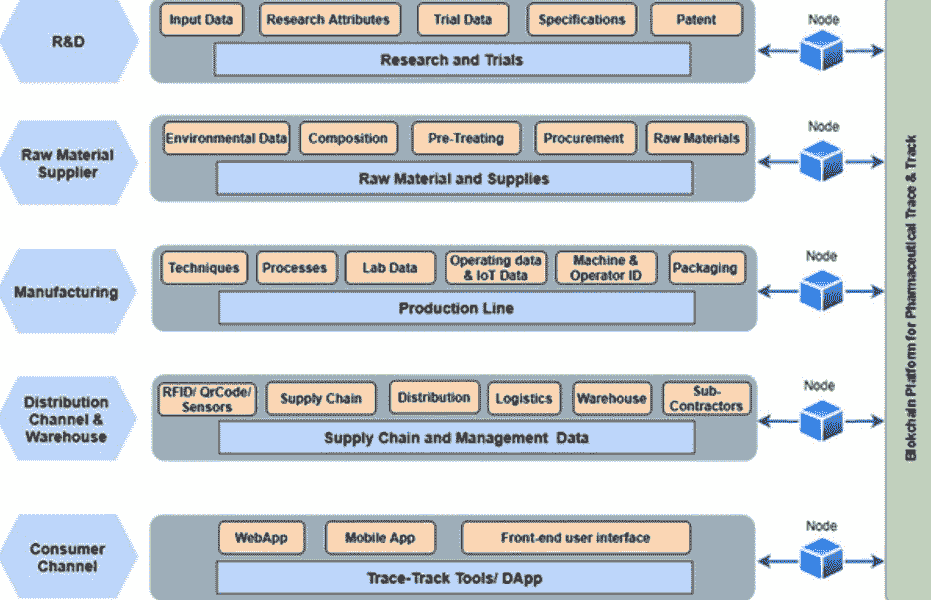 Input Data
Research Attributes
Trial Data
Specifications
Patent
Node
R&D
Research and Trials
Environmental Data
Composition
Pre-Treating
Procurement
Raw Materials
Node
Raw Material
Supplier
Raw Material and Supplies
Techniques
Processes
Lab Data
Operating data
& IoT Data
Machine &
Operator ID
Packaging
Node
Manufacturing
Production Line
RFID/ QrCode/
Sensors
Supply Chain
Distribution
Logistics
Warehouse
Sub-
Contractors
Node
Distribution
Channel &
Warehouse
Supply Chain and Management Data
WebApp
Mobile App
Front-end user interface
Node
Consumer
Channel
Trace-Track Tools/ DApp
Blokchain Platform for Pharmaceutical Trace & Track